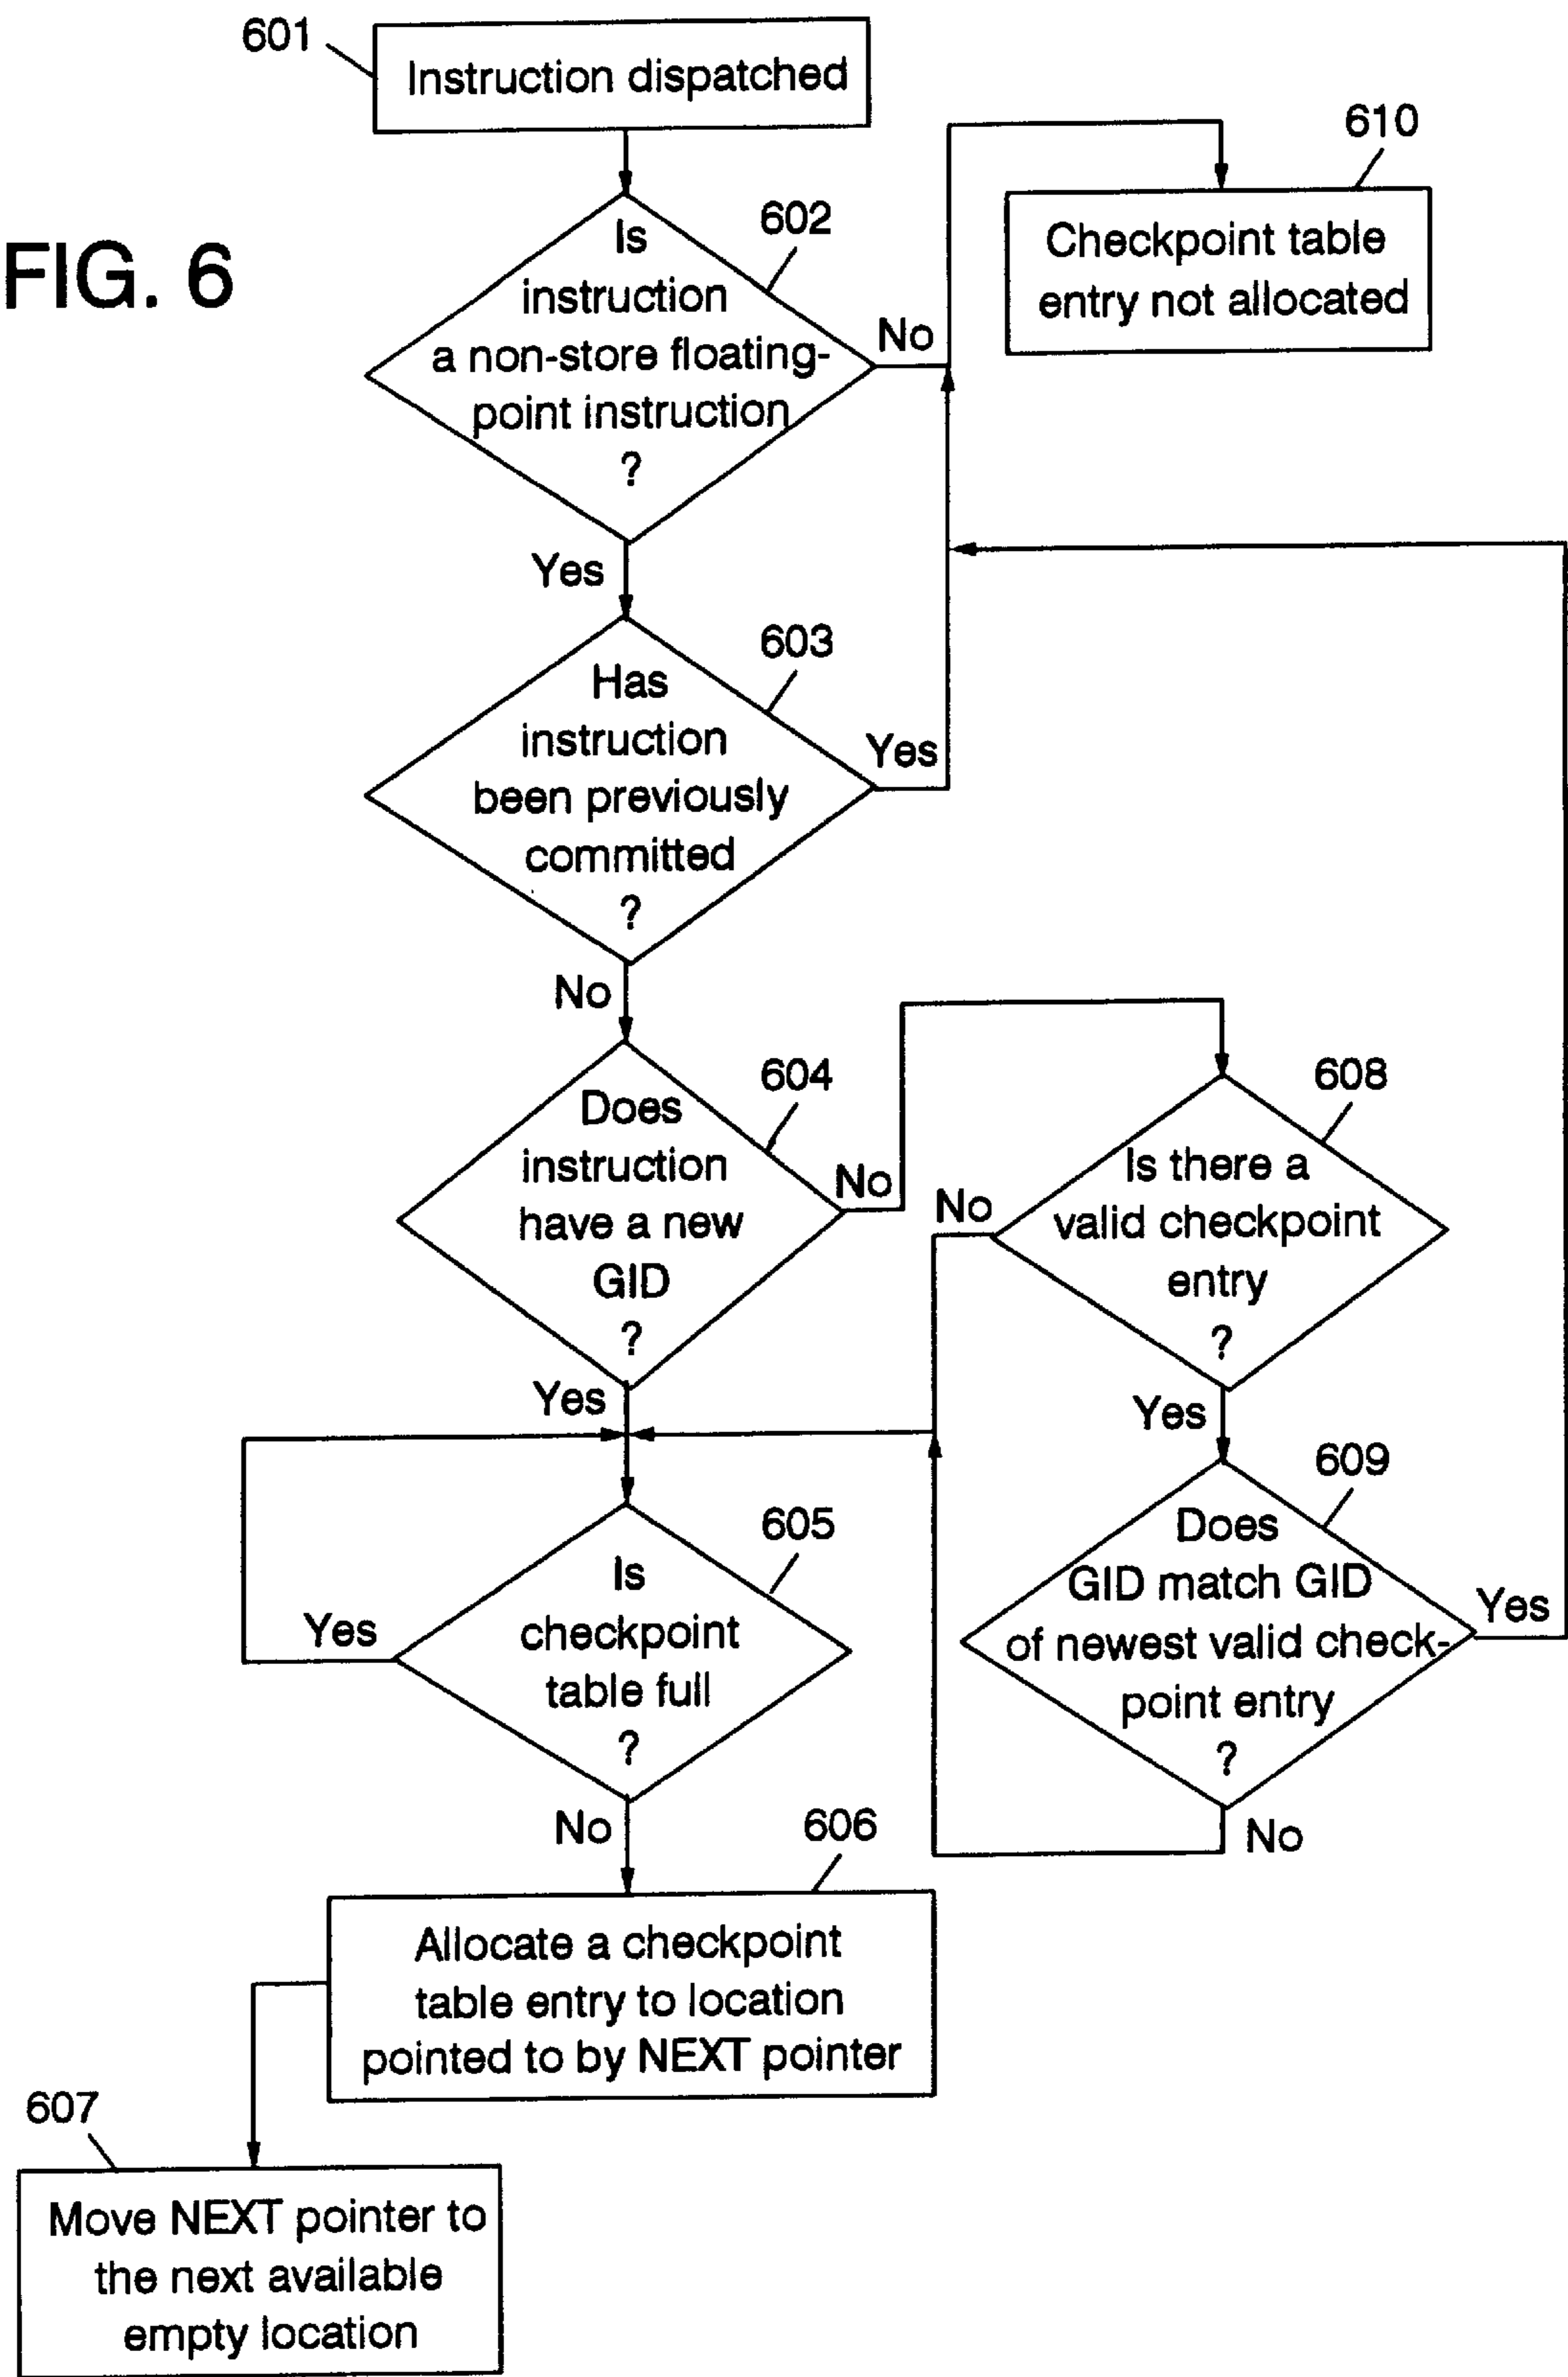 FIG. 6
601
Instruction dispatched
602
Is
instruction
a non-store floating-
point instruction
?
No
610
Checkpoint table
entry not allocated
Yes
603
Has
instruction
been previously
committed
?
Yes
No
604
Does
instruction
have a new
GID
?
No
608
Is there a
valid checkpoint
entry
?
No
Yes
Yes
609
Does
GID match GID
of newest valid check-
point entry
?
Yes
No
605
Is
checkpoint
table full
?
Yes
No
606
Allocate a checkpoint
table entry to location
pointed to by NEXT pointer
607
Move NEXT pointer to
the next available
empty location